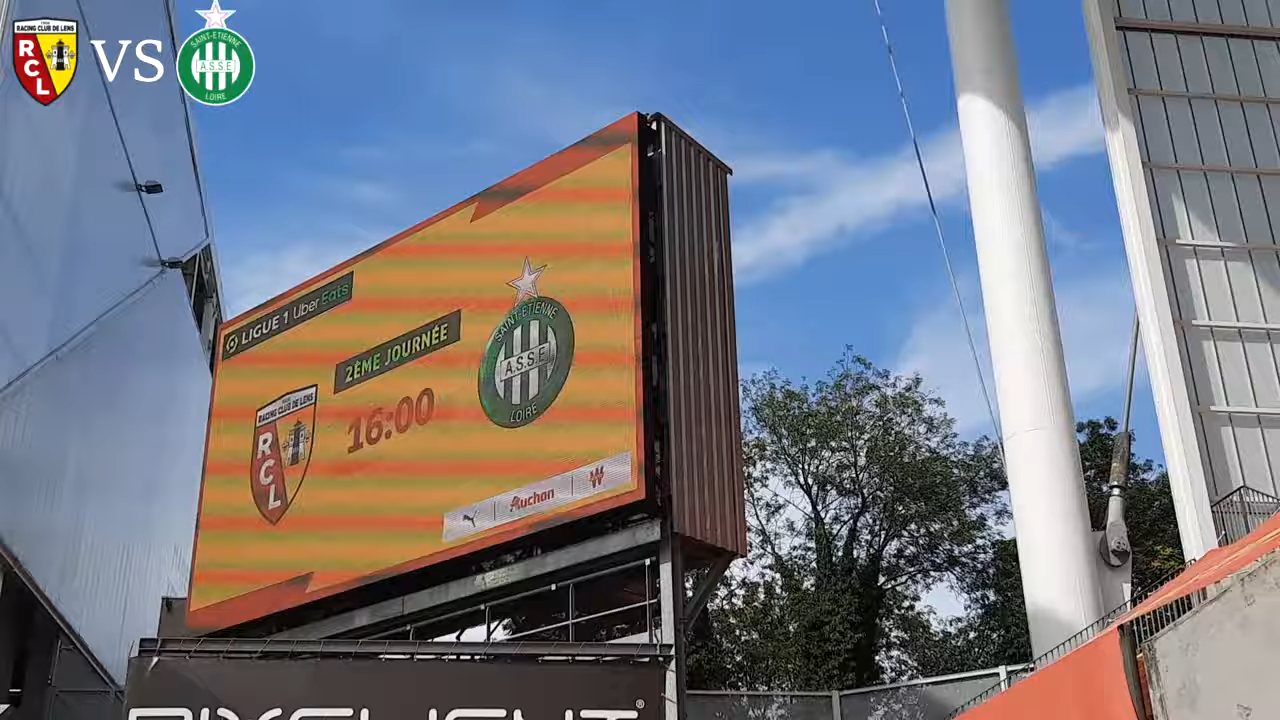 RACING CLUB DE LENS
RCL
VS
SAINT-ETIENNE
A.S.S.E
LOIRE
LIGUE 1 Uber Eats
2ÈME JOURNÉE
16:00
RACING CLUB DE LENS
RCL
SAINT-ETIENNE
A.S.S.E
LOIRE
Auchan